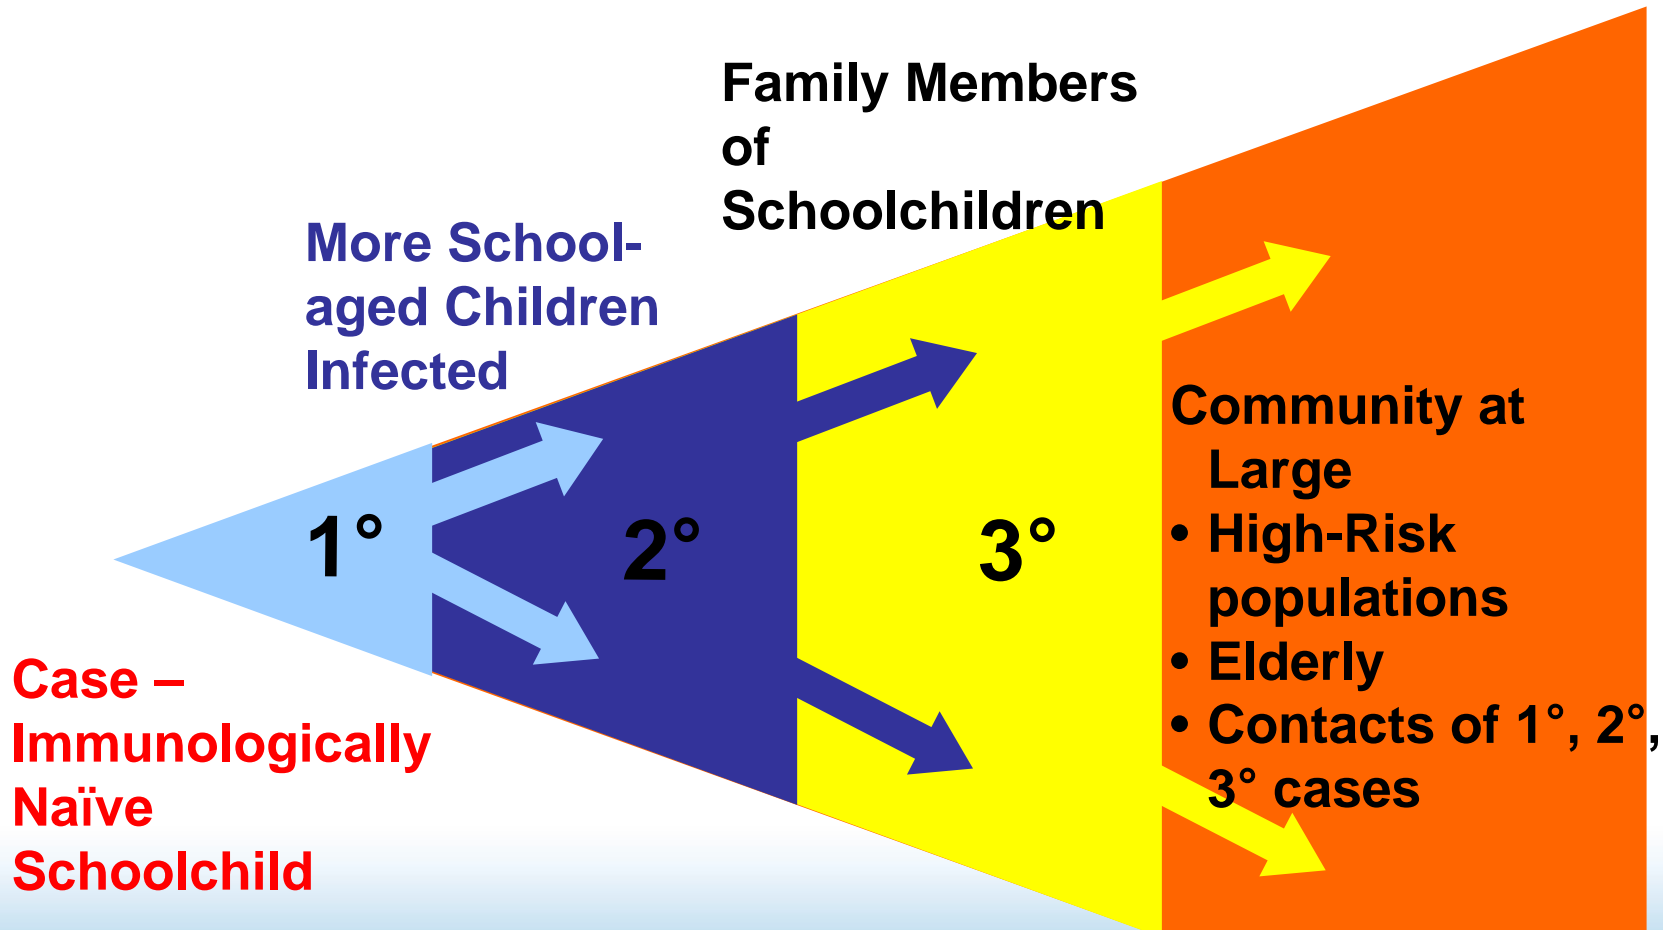 Family Members
of
Schoolchildren
More School-
aged Children
Infected
Community at
Large
• High-Risk
populations
• Elderly
• Contacts of 1°, 2°,
3° cases
1°
2°
3°
Case –
Immunologically
Naïve
Schoolchild